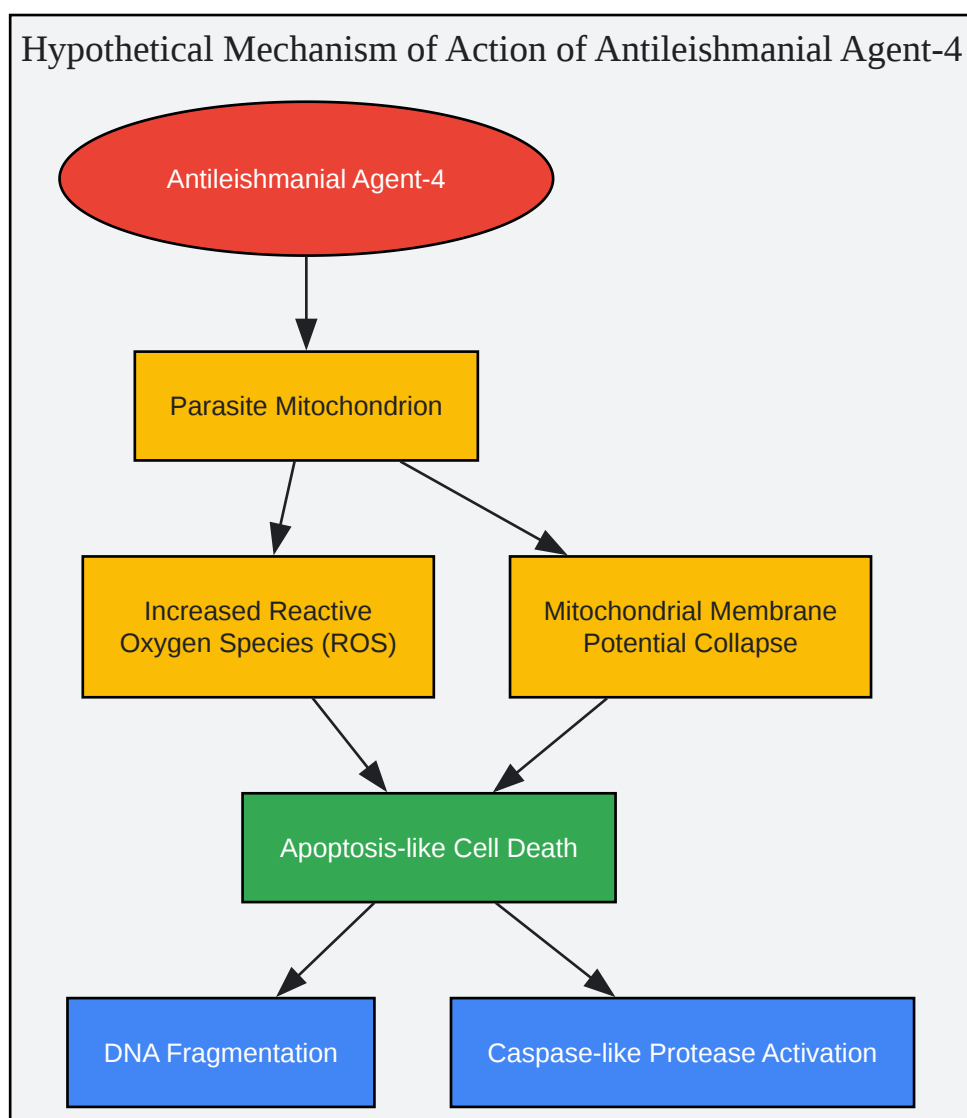 Hypothetical Mechanism of Action of Antileishmanial Agent-4
Antileishmanial Agent-4
Parasite Mitochondrion
Increased Reactive
Oxygen Species (ROS)
Mitochondrial Membrane
Potential Collapse
Apoptosis-like Cell Death
DNA Fragmentation
Caspase-like Protease Activation